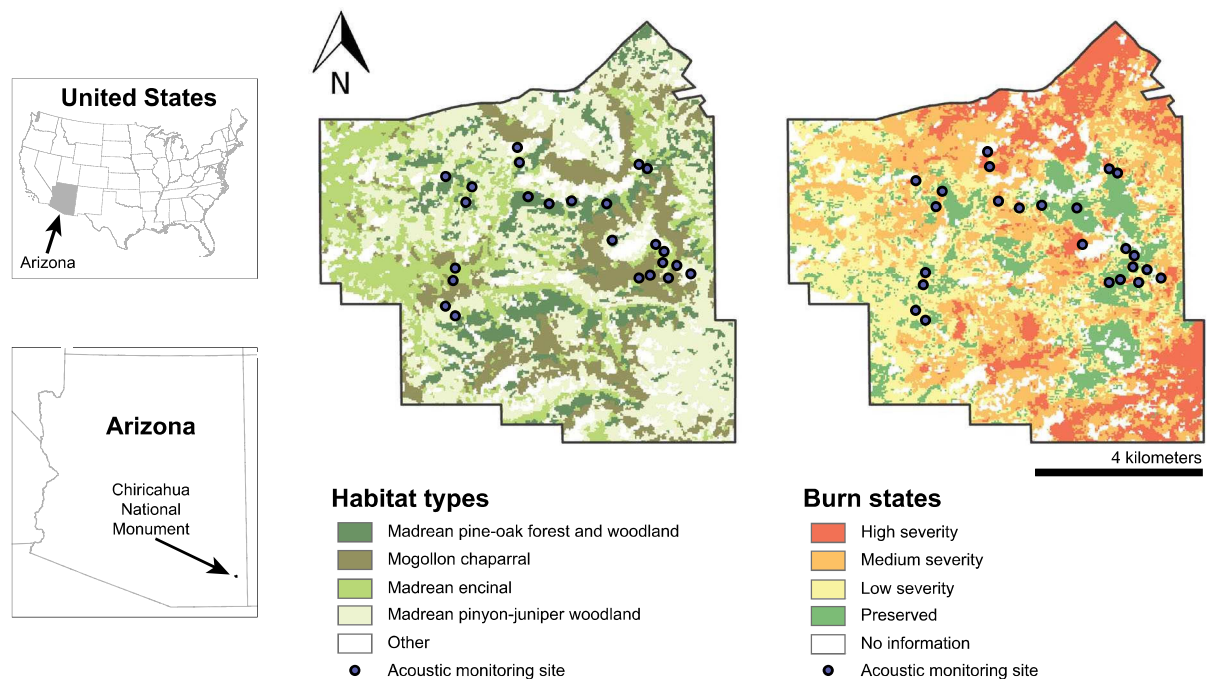 United States
Arizona
Arizona
Chiricahua
National
Monument
N
4 kilometers
Habitat types
Madrean pine-oak forest and woodland
Mogollon chaparral
Madrean encinal
Madrean pinyon-juniper woodland
Other
Acoustic monitoring site
Burn states
High severity
Medium severity
Low severity
Preserved
No information
Acoustic monitoring site